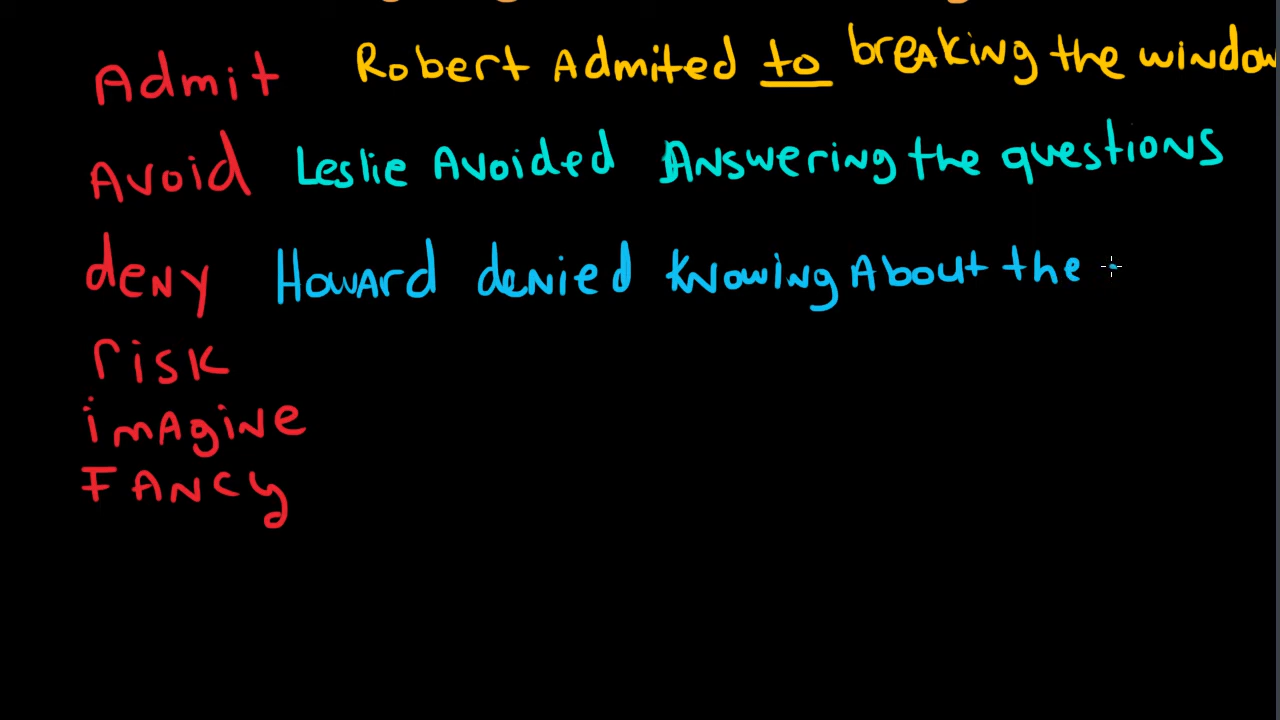 Admit Robert Admited to breaking the window
Avoid Leslie Avoided Answering the questions
deny Howard denied knowing About the
risk
imagine
Fancy